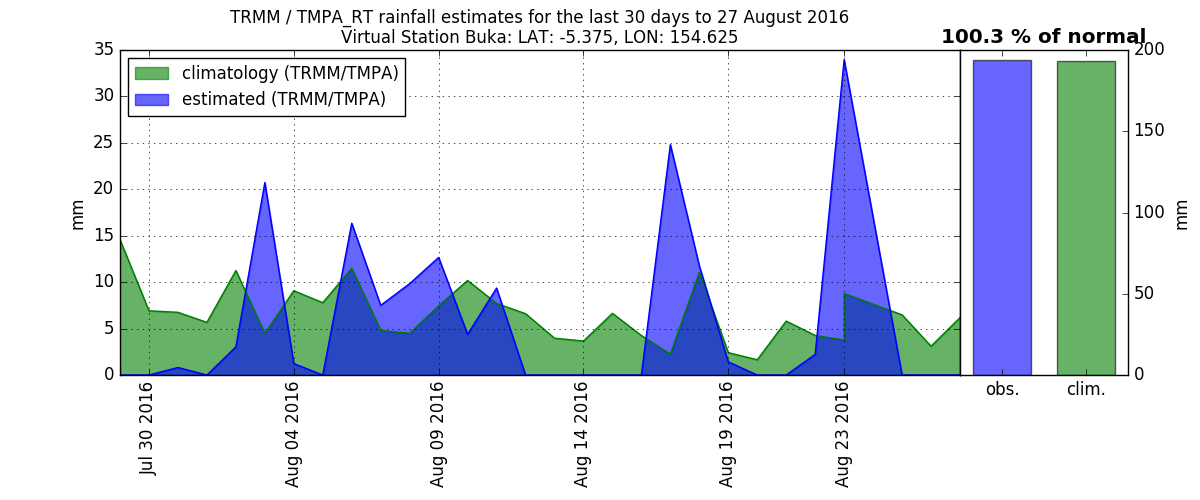 TRMM / TMPA_RT rainfall estimates for the last 30 days to 27 August 2016
Virtual Station Buka: LAT: -5.375, LON: 154.625
100.3 % of normal
climatology (TRMM/TMPA)
estimated (TRMM/TMPA)
35
30
25
20
15
10
5
0
mm
Jul 30 2016
Aug 04 2016
Aug 09 2016
Aug 14 2016
Aug 19 2016
Aug 23 2016
200
150
100
50
0
mm
obs.
clim.